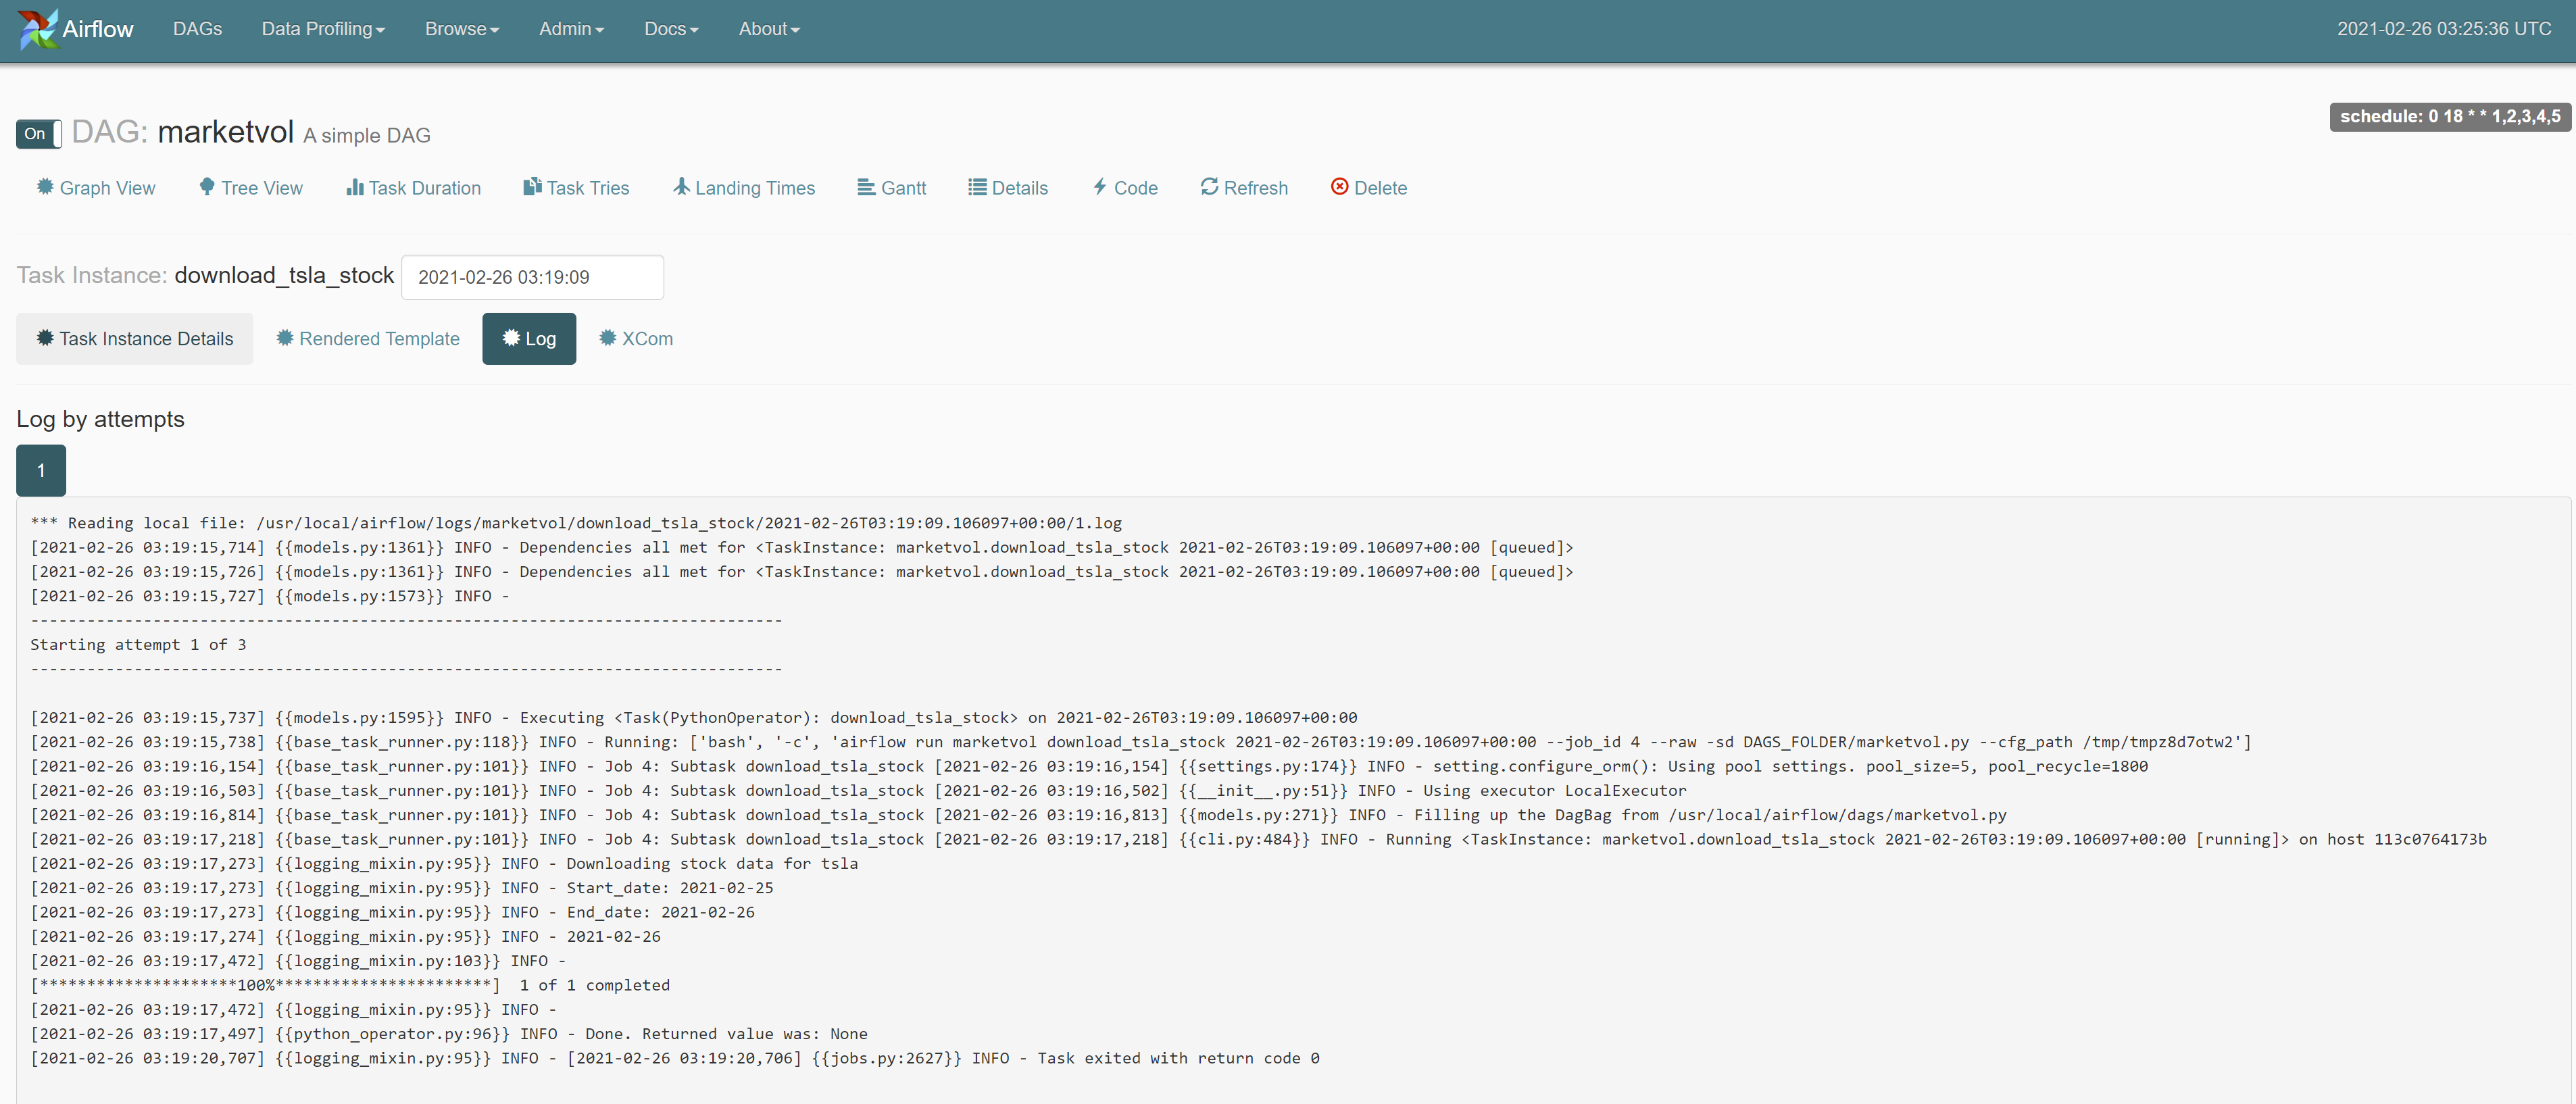 Airflow DAGs Data Profiling Browse Admin Docs About 2021-02-26 03:25:36 UTC
schedule: 0 18 * * 1,2,3,4,5
On DAG: marketvol A simple DAG
Graph View Tree View Task Duration Task Tries Landing Times Gantt Details Code Refresh Delete
Task Instance: download_tsla_stock 2021-02-26 03:19:09
Task Instance Details Rendered Template Log XCom
Log by attempts
1
*** Reading local file: /usr/local/airflow/logs/marketvol/download_tsla_stock/2021-02-26T03:19:09.106097+00:00/1.log
[2021-02-26 03:19:15,714] {{models.py:1361}} INFO - Dependencies all met for <TaskInstance: marketvol.download_tsla_stock 2021-02-26T03:19:09.106097+00:00 [queued]>
[2021-02-26 03:19:15,726] {{models.py:1361}} INFO - Dependencies all met for <TaskInstance: marketvol.download_tsla_stock 2021-02-26T03:19:09.106097+00:00 [queued]>
[2021-02-26 03:19:15,727] {{models.py:1573}} INFO -
--------------------------------------------------------------------------------
Starting attempt 1 of 3
--------------------------------------------------------------------------------
[2021-02-26 03:19:15,737] {{models.py:1595}} INFO - Executing <Task(PythonOperator): download_tsla_stock> on 2021-02-26T03:19:09.106097+00:00
[2021-02-26 03:19:15,738] {{base_task_runner.py:118}} INFO - Running: ['bash', '-c', 'airflow run marketvol download_tsla_stock 2021-02-26T03:19:09.106097+00:00 --job_id 4 --raw -sd DAGS_FOLDER/marketvol.py --cfg_path /tmp/tmpz8d7otw2']
[2021-02-26 03:19:16,154] {{base_task_runner.py:101}} INFO - Job 4: Subtask download_tsla_stock [2021-02-26 03:19:16,154] {{settings.py:174}} INFO - setting.configure_orm(): Using pool settings. pool_size=5, pool_recycle=1800
[2021-02-26 03:19:16,503] {{base_task_runner.py:101}} INFO - Job 4: Subtask download_tsla_stock [2021-02-26 03:19:16,502] {{__init__.py:51}} INFO - Using executor LocalExecutor
[2021-02-26 03:19:16,814] {{base_task_runner.py:101}} INFO - Job 4: Subtask download_tsla_stock [2021-02-26 03:19:16,813] {{models.py:271}} INFO - Filling up the DagBag from /usr/local/airflow/dags/marketvol.py
[2021-02-26 03:19:17,218] {{base_task_runner.py:101}} INFO - Job 4: Subtask download_tsla_stock [2021-02-26 03:19:17,218] {{cli.py:484}} INFO - Running <TaskInstance: marketvol.download_tsla_stock 2021-02-26T03:19:09.106097+00:00 [running]> on host 113c0764173b
[2021-02-26 03:19:17,273] {{logging_mixin.py:95}} INFO - Downloading stock data for tsla
[2021-02-26 03:19:17,273] {{logging_mixin.py:95}} INFO - Start_date: 2021-02-25
[2021-02-26 03:19:17,273] {{logging_mixin.py:95}} INFO - End_date: 2021-02-26
[2021-02-26 03:19:17,274] {{logging_mixin.py:95}} INFO - 2021-02-26
[2021-02-26 03:19:17,472] {{logging_mixin.py:103}} INFO -
[*********************100%***********************]  1 of 1 completed
[2021-02-26 03:19:17,472] {{logging_mixin.py:95}} INFO -
[2021-02-26 03:19:17,497] {{python_operator.py:96}} INFO - Done. Returned value was: None
[2021-02-26 03:19:20,707] {{logging_mixin.py:95}} INFO - [2021-02-26 03:19:20,706] {{jobs.py:2627}} INFO - Task exited with return code 0